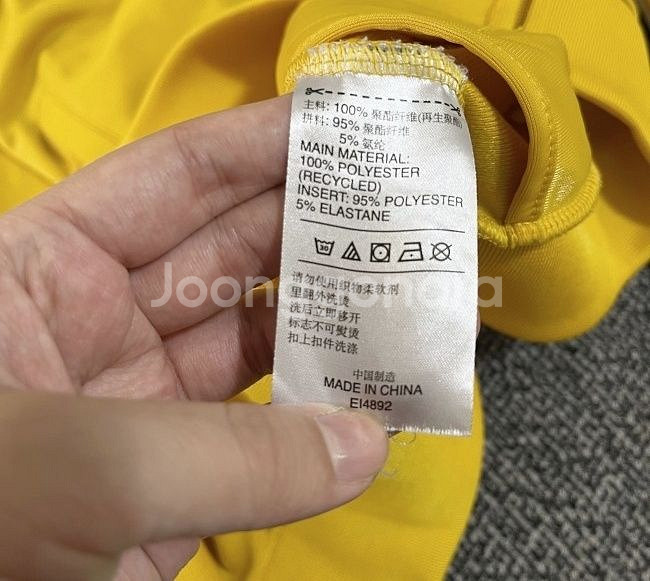 主料: 100% 聚酯纤维(再生聚酯)
拼料: 95% 聚酯纤维
5% 氨纶
MAIN MATERIAL:
100% POLYESTER
(RECYCLED)
INSERT: 95% POLYESTER
5% ELASTANE
30
请勿使用织物柔软剂
里翻外洗烫
洗后立即移开
标志不可熨烫
扣上扣件洗涤
中国制造
MADE IN CHINA
EI4892